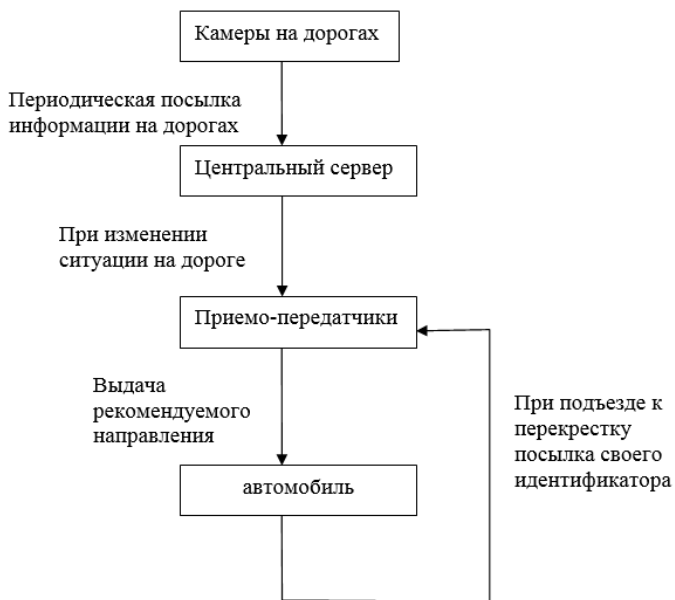 Камеры на дорогах
Периодическая посылка
информации на дорогах
Центральный сервер
При изменении
ситуации на дороге
Приемо-передатчики
Выдача
рекомендуемого
направления
При подъезде к
перекрестку
посылка своего
идентификатора
автомобиль